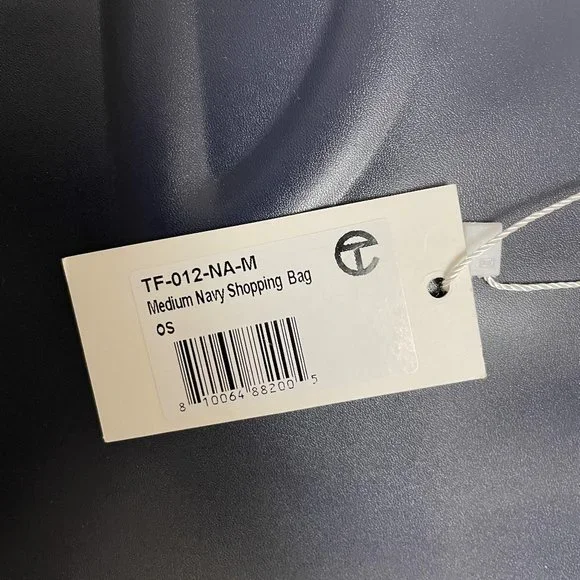 TF-012-NA-M
Medium Navy Shopping Bag
OS
8 10064 88200 5